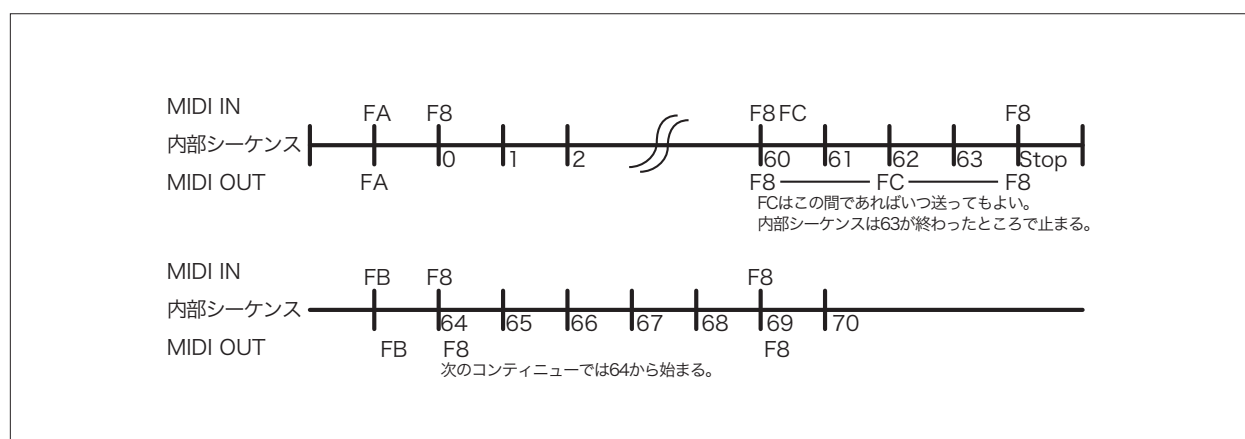 MIDI IN FA F8 F8 FC F8
内部シーケンス 0 1 2 60 61 62 63 Stop
MIDI OUT FA F8 FC F8
FCはこの間であればいつ送ってもよい。
内部シーケンスは63が終わったところで止まる。
MIDI IN FB F8 F8
内部シーケンス 64 65 66 67 68 69 70
MIDI OUT FB F8 F8
次のコンティニューでは64から始まる。